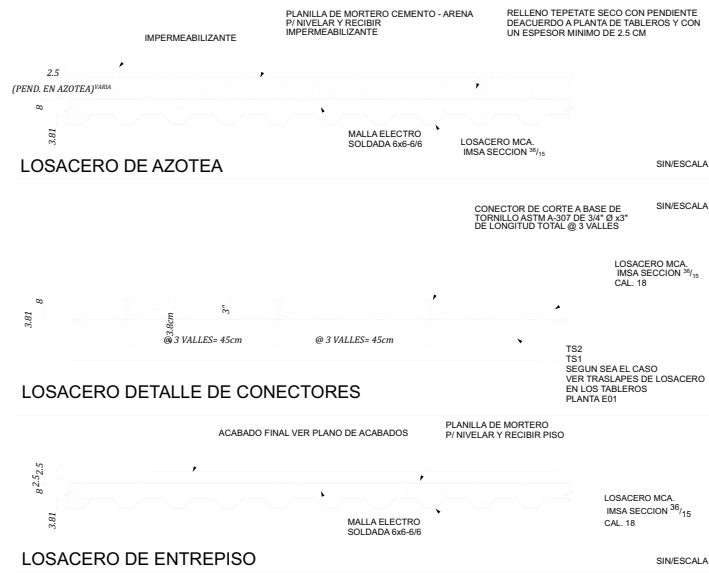 PLANILLA DE MORTERO CEMENTO - ARENA
P/ NIVELAR Y RECIBIR
IMPERMEABILIZANTE
RELLENO TEPETATE SECO CON PENDIENTE
DEACUERDO A PLANTA DE TABLEROS Y CON
UN ESPESOR MINIMO DE 2.5 CM
IMPERMEABILIZANTE
2.5
(PEND. EN AZOTEA)VARIA
8
3.81
MALLA ELECTRO
SOLDADA 6x6-6/6
LOSACERO MCA.
IMSA SECCION 36/15
LOSACERO DE AZOTEA
SIN/ESCALA
CONECTOR DE CORTE A BASE DE
TORNILLO ASTM A-307 DE 3/4" Ø x3"
DE LONGITUD TOTAL @ 3 VALLES
SIN/ESCALA
LOSACERO MCA.
IMSA SECCION 36/15
CAL. 18
8
3.81
3.8cm
3"
@ 3 VALLES= 45cm
@ 3 VALLES= 45cm
TS2
TS1
SEGUN SEA EL CASO
VER TRASLAPES DE LOSACERO
EN LOS TABLEROS
PLANTA E01
LOSACERO DETALLE DE CONECTORES
ACABADO FINAL VER PLANO DE ACABADOS
PLANILLA DE MORTERO
P/ NIVELAR Y RECIBIR PISO
2.5
2.5
8
3.81
MALLA ELECTRO
SOLDADA 6x6-6/6
LOSACERO MCA.
IMSA SECCION 36/15
CAL. 18
LOSACERO DE ENTREPISO
SIN/ESCALA